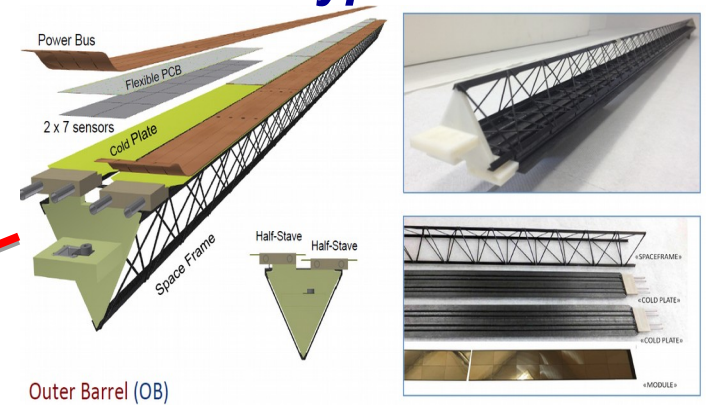 Power Bus
Flexible PCB
2 x 7 sensors
Cold Plate
Space Frame
Half-Stave
Half-Stave
Outer Barrel (OB)
«SPACEFRAME»
«COLD PLATE»
«COLD PLATE»
«MODULE»